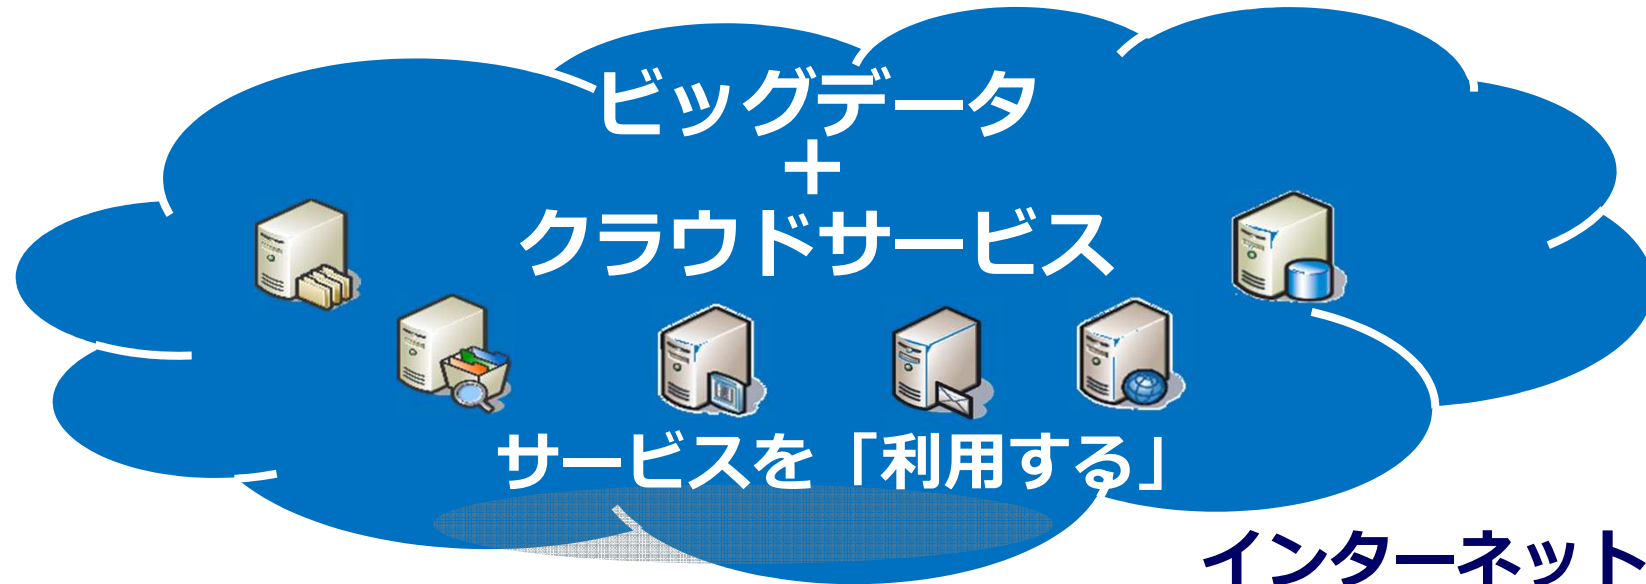 ビッグデータ
＋
クラウドサービス
サービスを「利用する」
インターネット